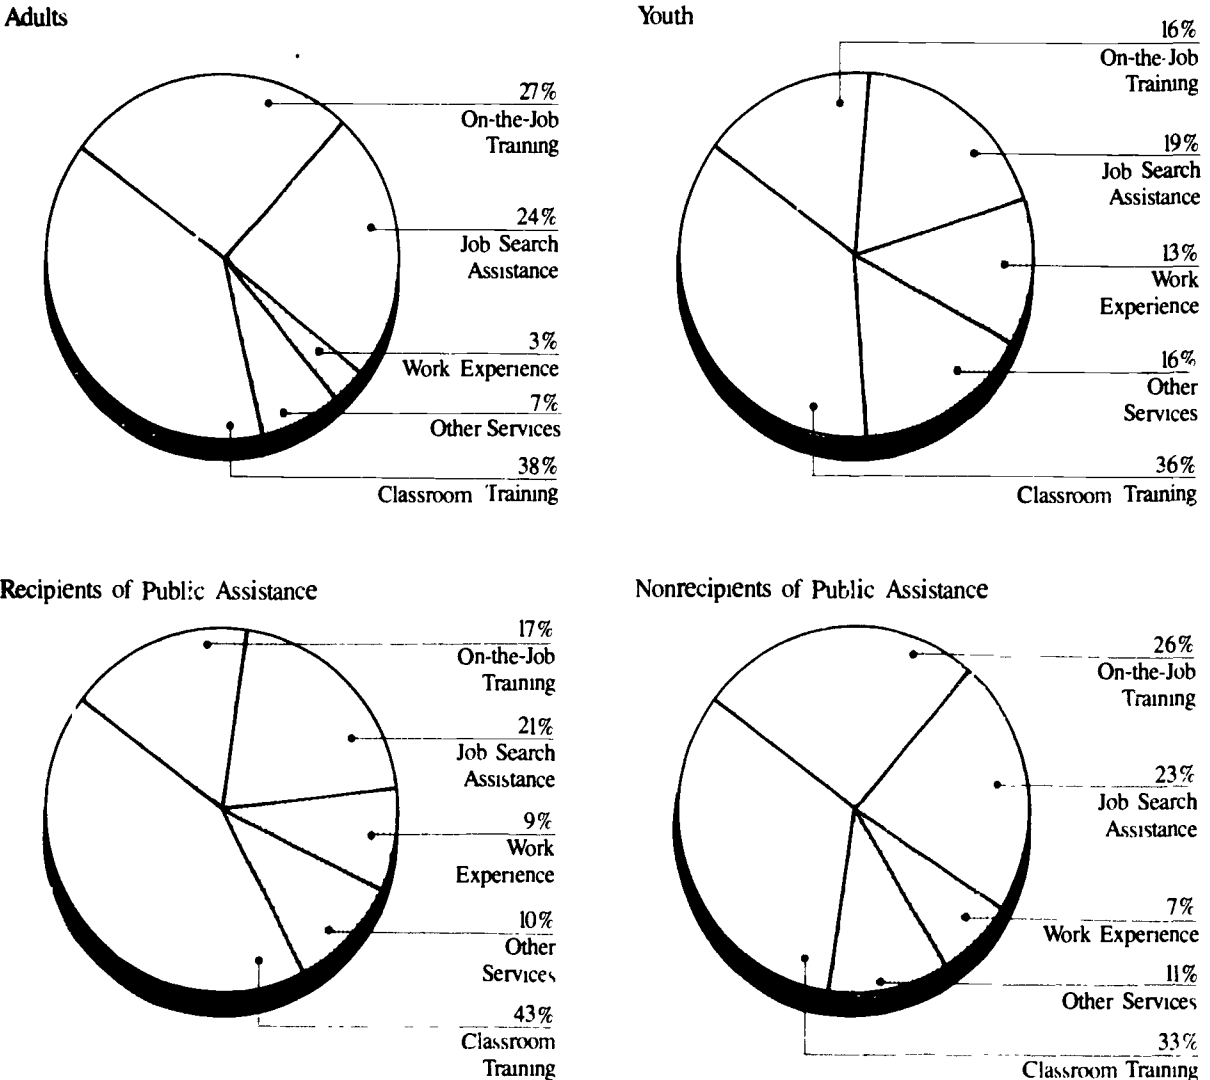 Adults
27%
On-the-Job
Training
24%
Job Search
Assistance
3%
Work Experience
7%
Other Services
38%
Classroom Training
Youth
16%
On-the-Job
Training
19%
Job Search
Assistance
13%
Work
Experience
16%
Other
Services
36%
Classroom Training
Recipients of Public Assistance
17%
On-the-Job
Training
21%
Job Search
Assistance
9%
Work
Experience
10%
Other
Services
43%
Classroom
Training
Nonrecipients of Public Assistance
26%
On-the-Job
Training
23%
Job Search
Assistance
7%
Work Experience
11%
Other Services
33%
Classroom Training